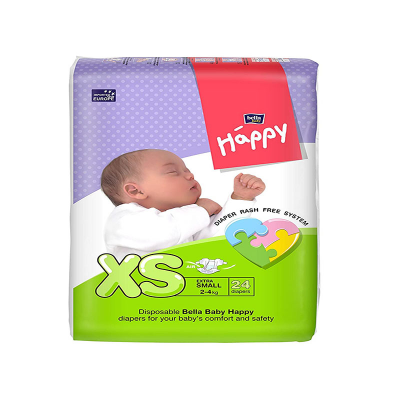 EUROPE
bella
Happy
DIAPER RASH FREE SYSTEM
XS
AIR
EXTRA
SMALL
2-4kg
24
diapers
Disposable Bella Baby Happy
diapers for your baby's comfort and safety